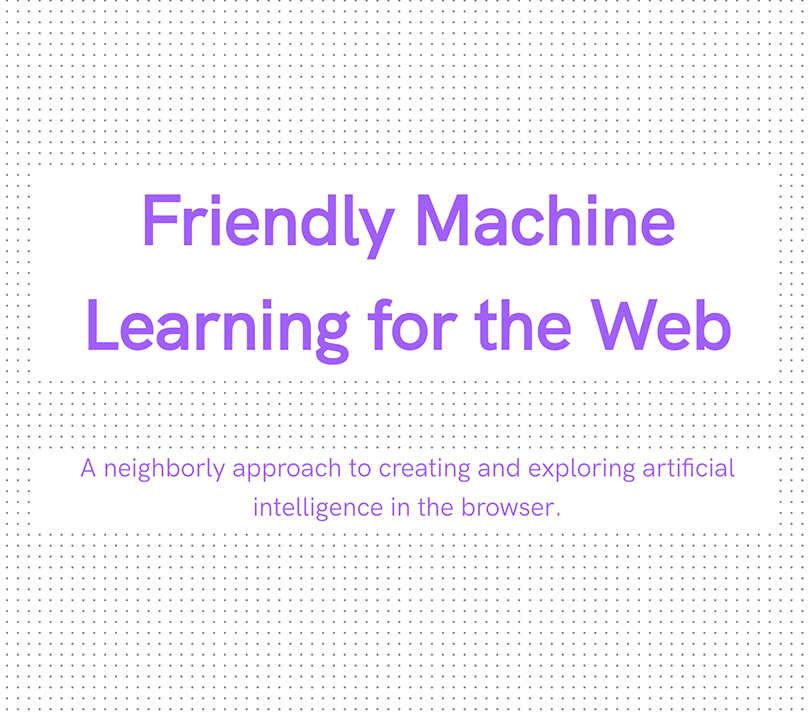 Friendly Machine
Learning for the Web
A neighborly approach to creating and exploring artificial
intelligence in the browser.